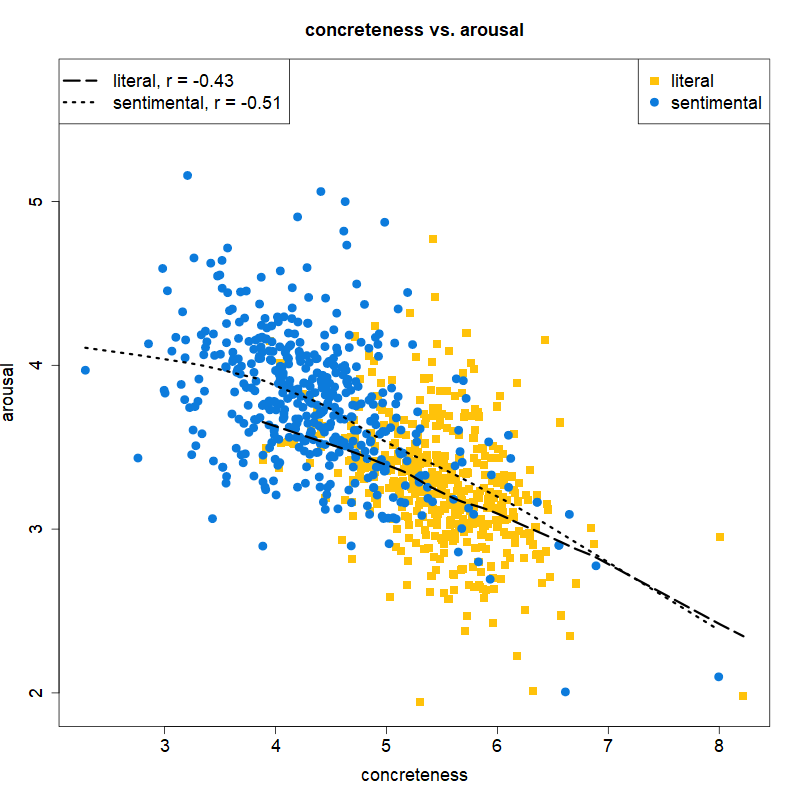 concreteness vs. arousal
literal, r = -0.43
sentimental, r = -0.51
literal
sentimental
5
4
3
2
arousal
3 4 5 6 7 8
concreteness